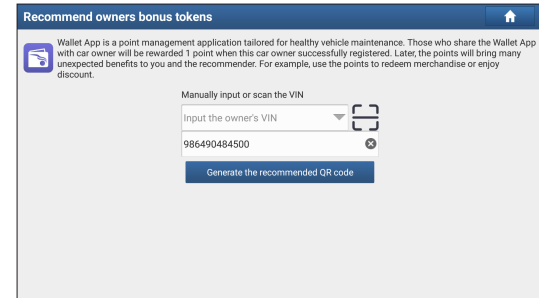 Recommend owners bonus tokens
Wallet App is a point management application tailored for healthy vehicle maintenance. Those who share the Wallet App
with car owner will be rewarded 1 point when this car owner successfully registered. Later, the points will bring many
unexpected benefits to you and the recommender. For example, use the points to redeem merchandise or enjoy
discount.
Manually input or scan the VIN
Input the owner's VIN
986490484500
Generate the recommended QR code